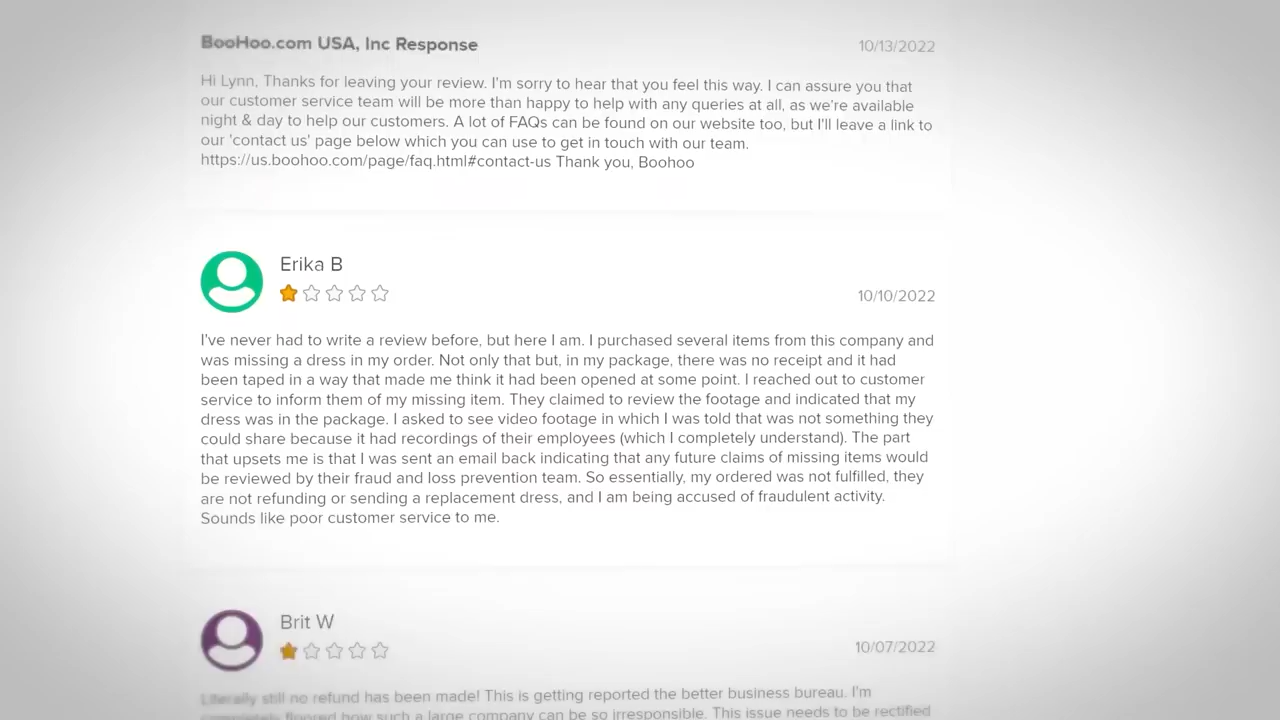 BooHoo.com USA, Inc Response
10/13/2022
Hi Lynn, Thanks for leaving your review. I'm sorry to hear that you feel this way. I can assure you that
our customer service team will be more than happy to help with any queries at all, as we're available
night & day to help our customers. A lot of FAQs can be found on our website too, but I'll leave a link to
our 'contact us' page below which you can use to get in touch with our team.
https://us.boohoo.com/page/faq.html#contact-us Thank you, Boohoo
Erika B
10/10/2022
I've never had to write a review before, but here I am. I purchased several items from this company and
was missing a dress in my order. Not only that but, in my package, there was no receipt and it had
been taped in a way that made me think it had been opened at some point. I reached out to customer
service to inform them of my missing item. They claimed to review the footage and indicated that my
dress was in the package. I asked to see video footage in which I was told that was not something they
could share because it had recordings of their employees (which I completely understand). The part
that upsets me is that I was sent an email back indicating that any future claims of missing items would
be reviewed by their fraud and loss prevention team. So essentially, my ordered was not fulfilled, they
are not refunding or sending a replacement dress, and I am being accused of fraudulent activity.
Sounds like poor customer service to me.
Brit W
10/07/2022
Literally still no refund has been made! This is getting reported the better business bureau. I'm
completely floored how such a large company can be so irresponsible. This issue needs to be rectified